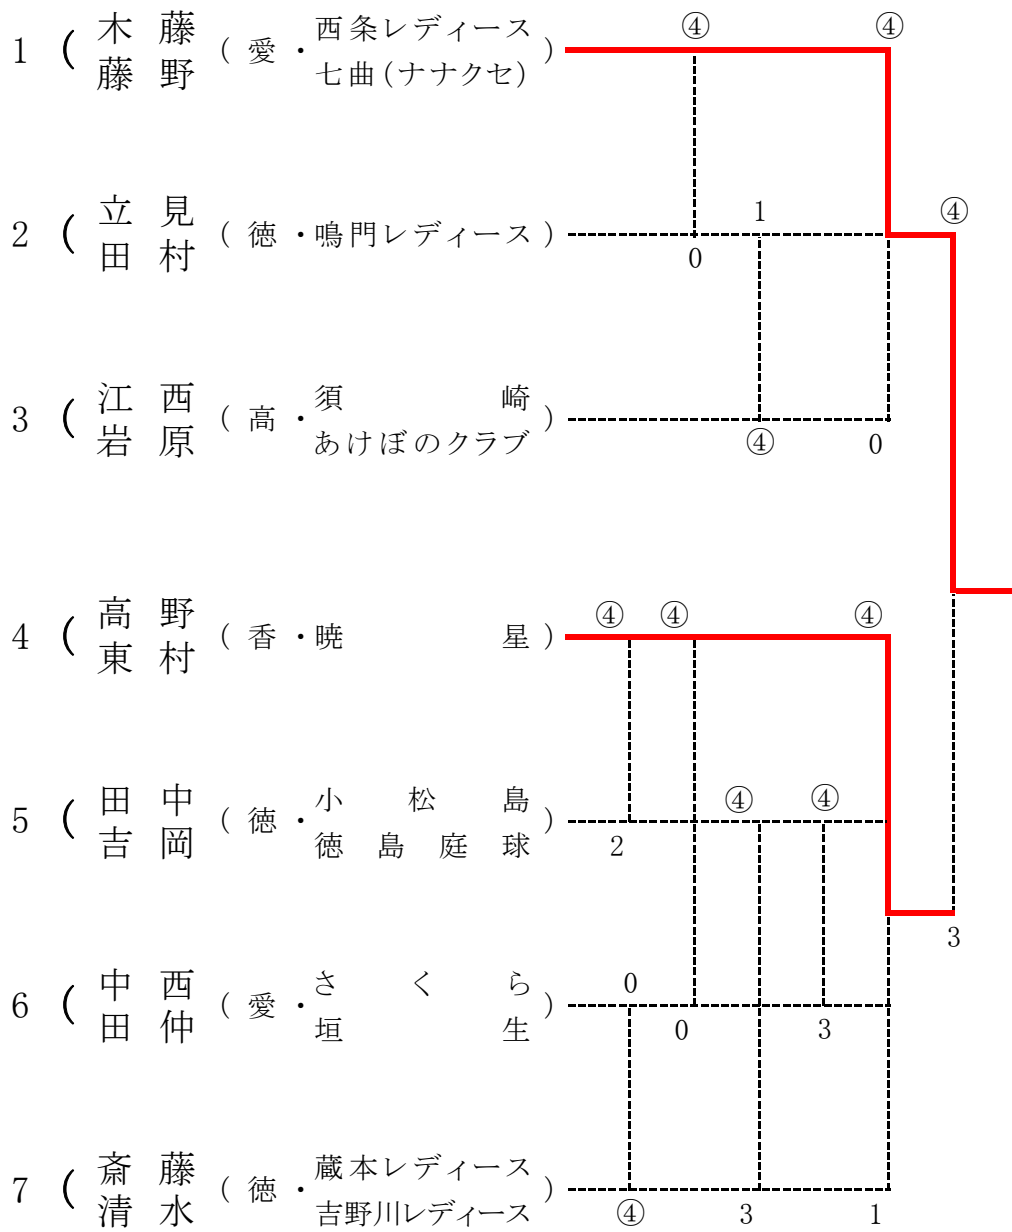 ④ ④
1 ( 木藤 藤野 ( 愛・西条レディース 七曲(ナナクセ) )
1 ④
2 ( 立見 田村 ( 徳・鳴門レディース )
0
3 ( 江西 岩原 ( 高・須崎 あけぼのクラブ )
④ 0
④ ④ ④
4 ( 高野 東村 ( 香・暁星 )
④ ④
5 ( 田中 吉岡 ( 徳・小松島 徳島庭球 )
2
3
0
6 ( 中西 田仲 ( 愛・さくら 垣生 )
0 3
7 ( 斎藤 清水 ( 徳・蔵本レディース 吉野川レディース )
④ 3 1